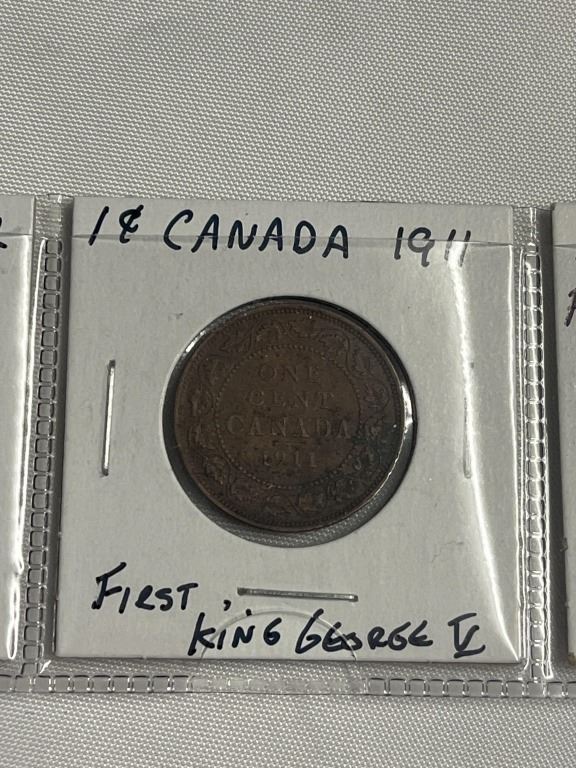 1¢ CANADA 1911
ONE
CENT
CANADA
1911
FIRST,
KING GEORGE V